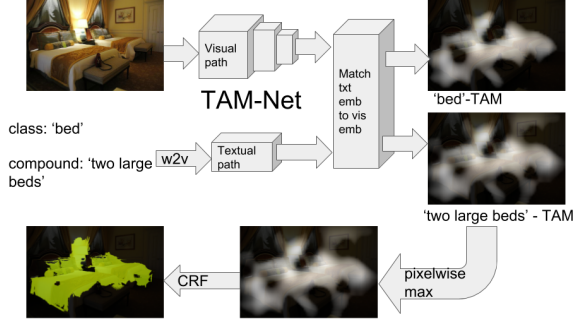 Visual
path
TAM-Net
Match
txt
emb
to vis
emb
'bed'-TAM
class: 'bed'
compound: 'two large
beds'
w2v
Textual
path
'two large beds' - TAM
CRF
pixelwise
max